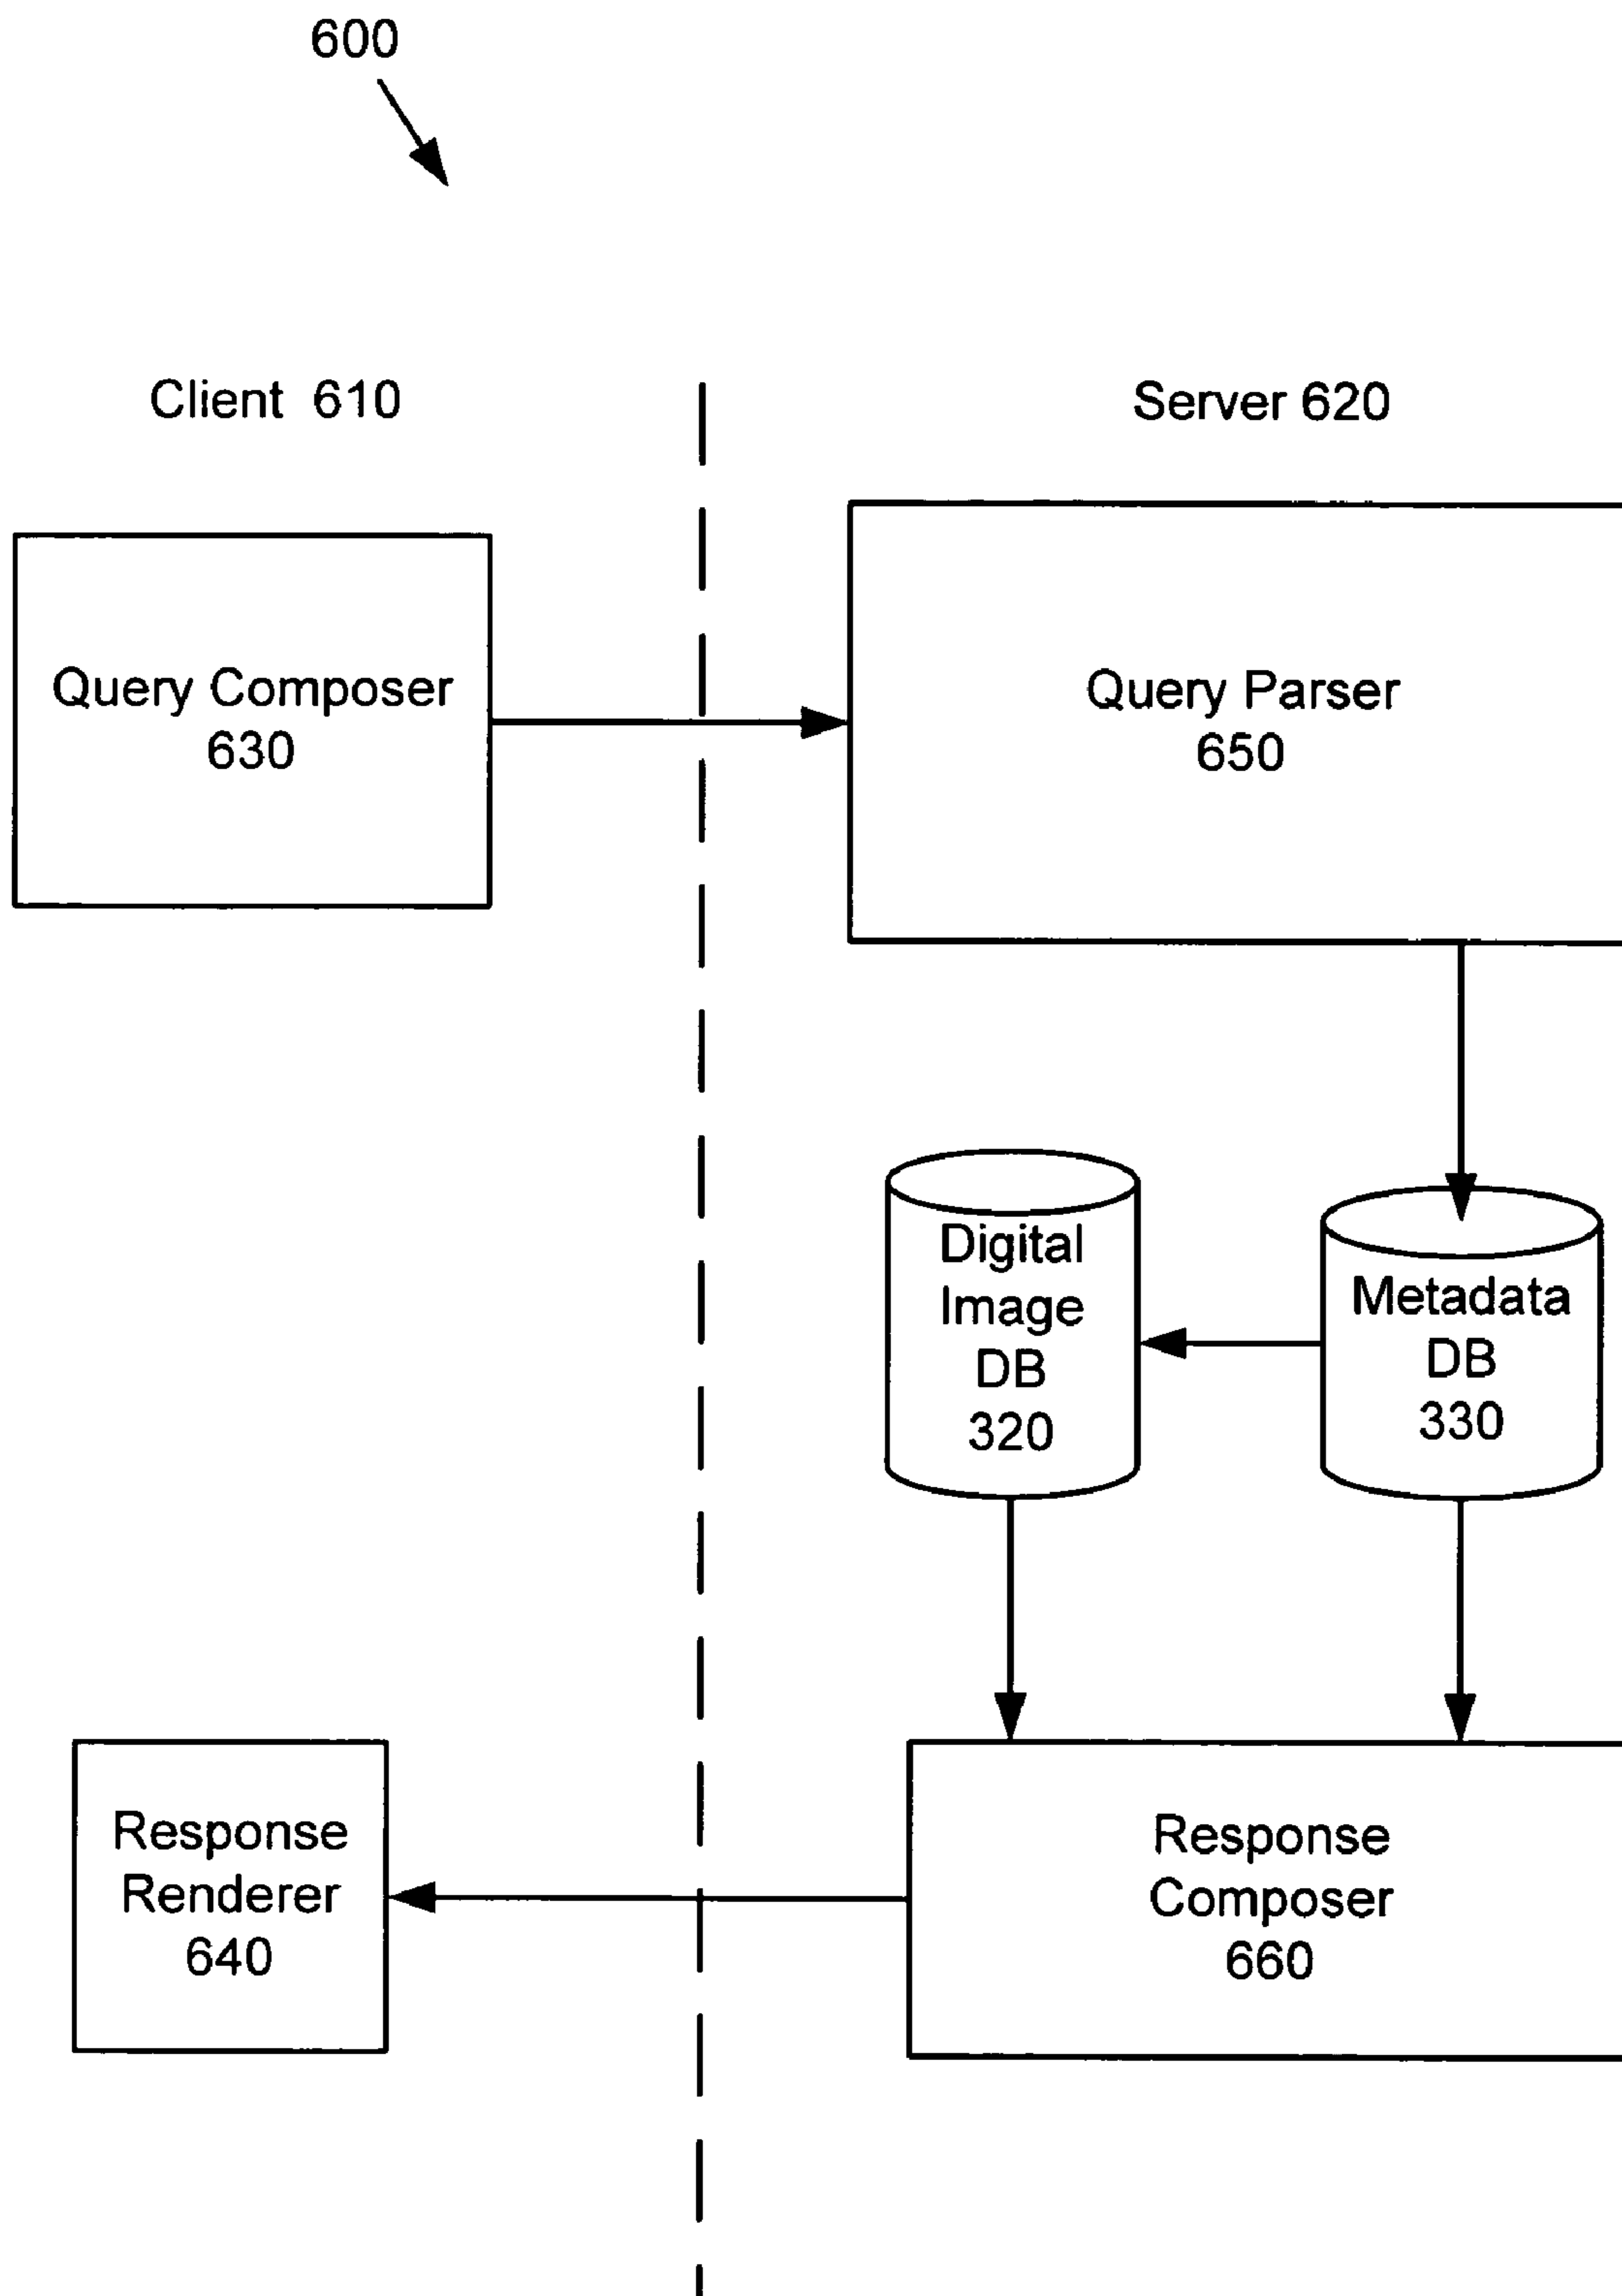 600
Client 610
Server 620
Query Composer
630
Query Parser
650
Digital
Image
DB
320
Metadata
DB
330
Response
Renderer
640
Response
Composer
660